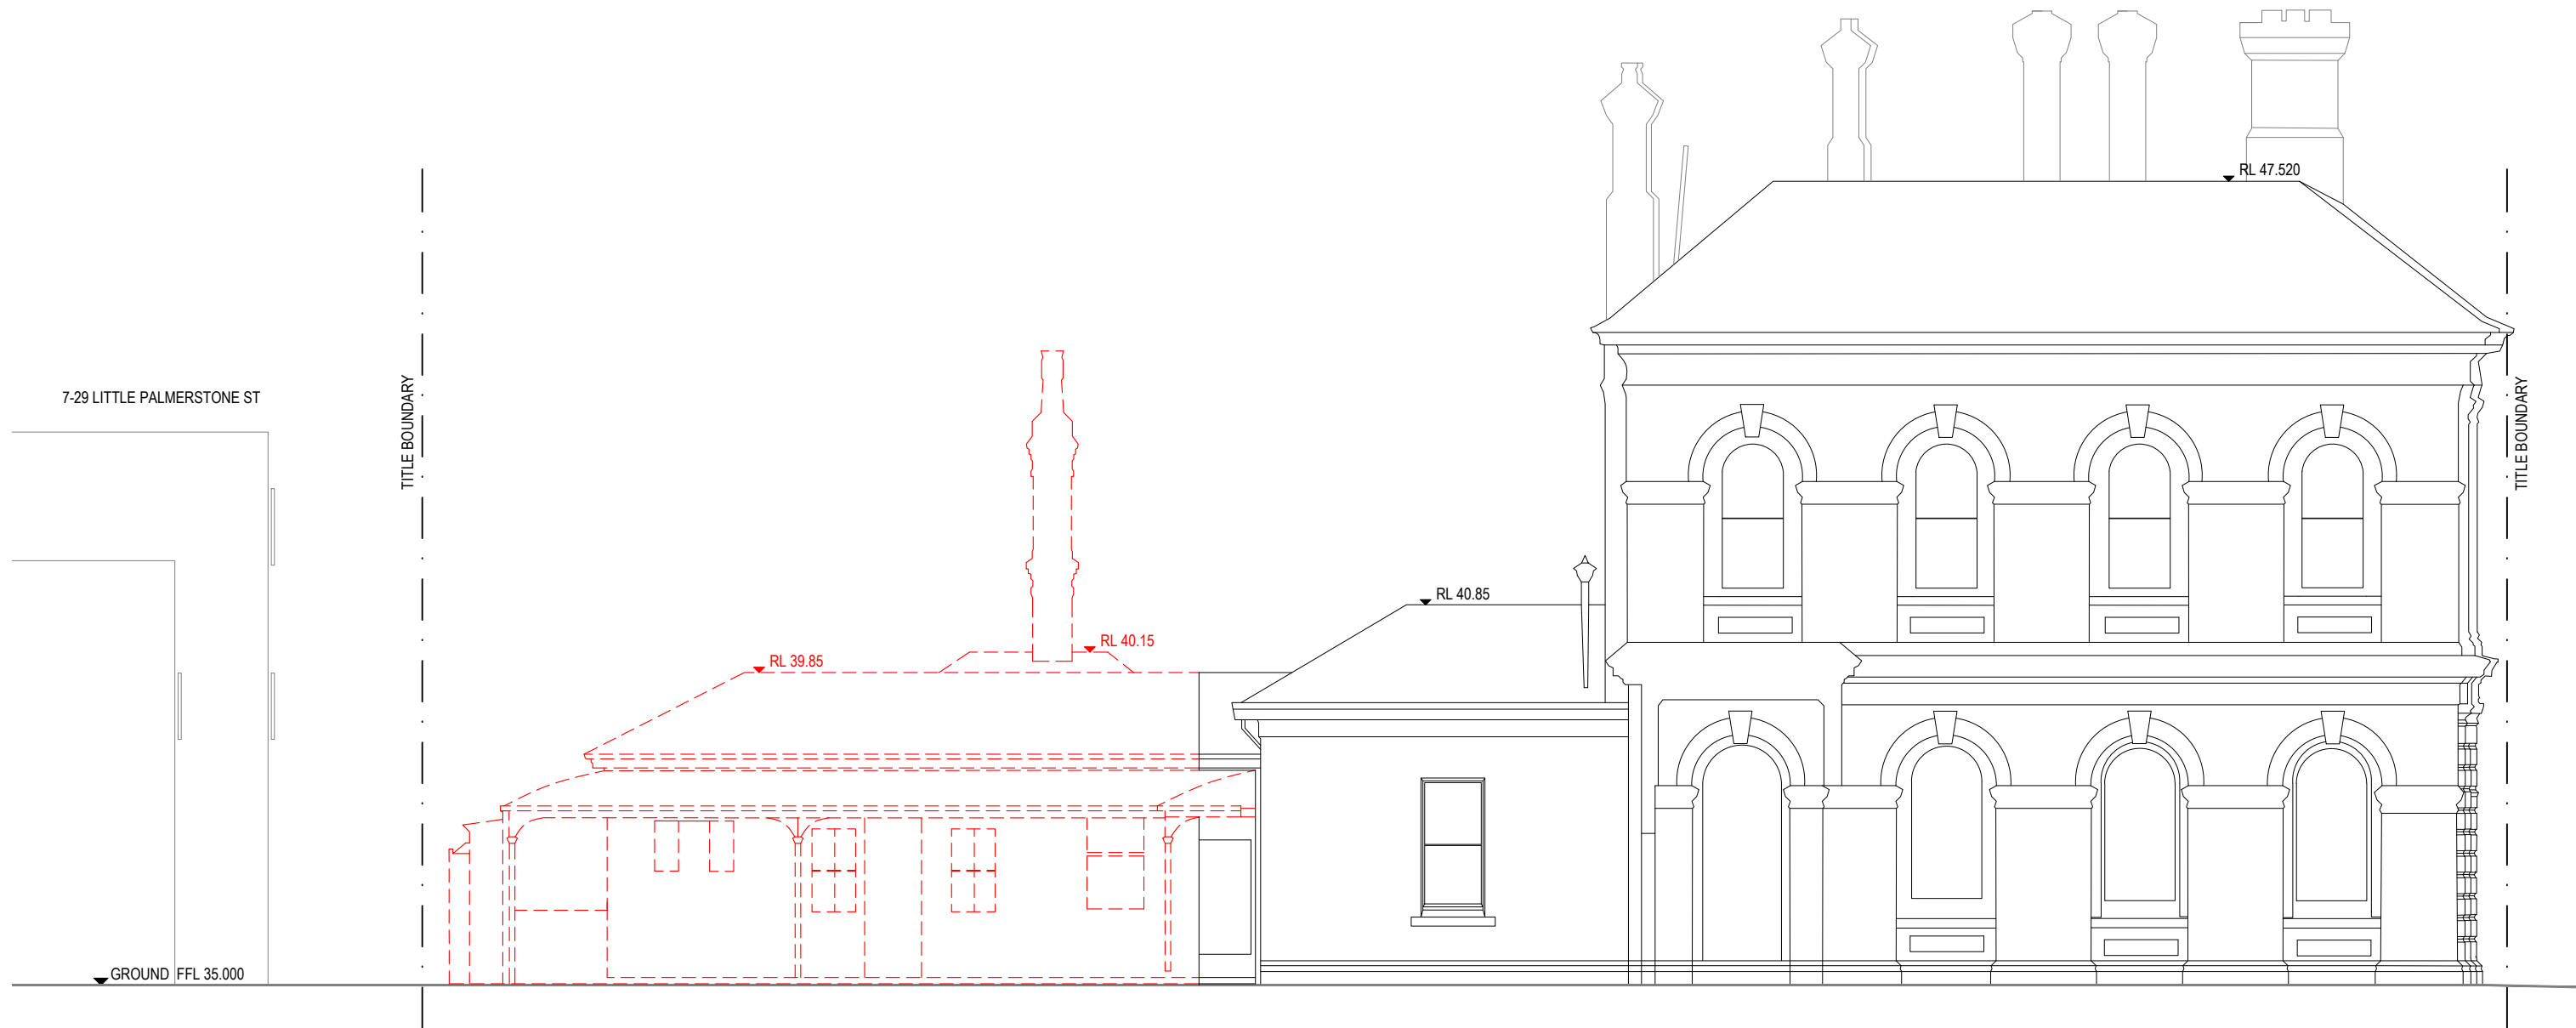 RL 47.520
7-29 LITTLE PALMERSTONE ST
TITLE BOUNDARY
TITLE BOUNDARY
RL 40.85
RL 40.15
RL 39.85
GROUND FFL 35.000